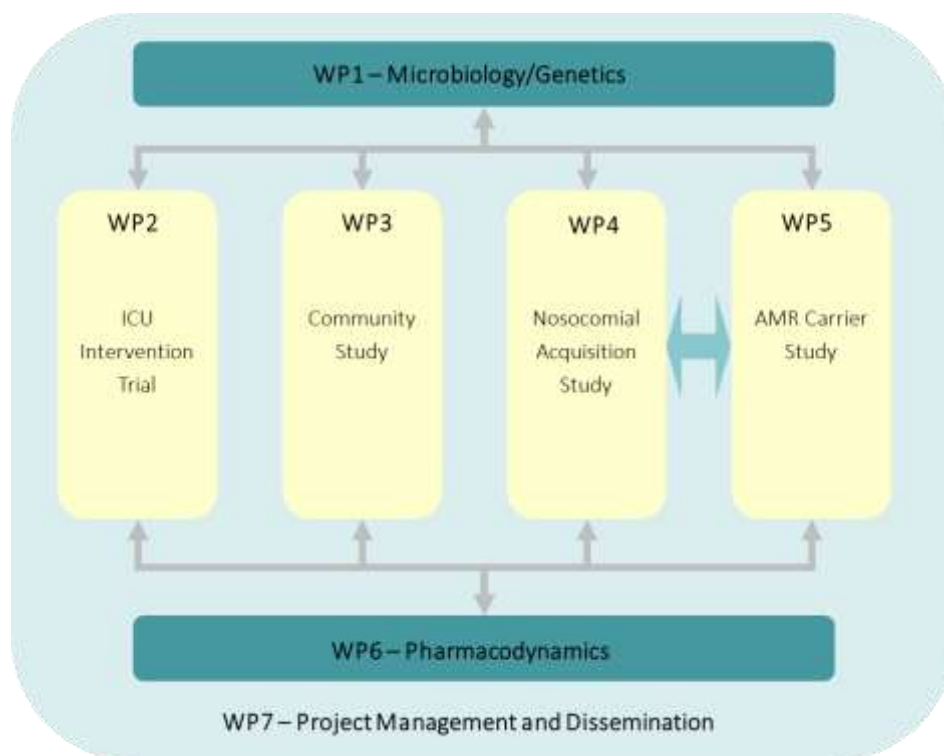 WP1 – Microbiology/Genetics
WP2
ICU
Intervention
Trial
WP3
Community
Study
WP4
Nosocomial
Acquisition
Study
WP5
AMR Carrier
Study
WP6 – Pharmacodynamics
WP7 – Project Management and Dissemination